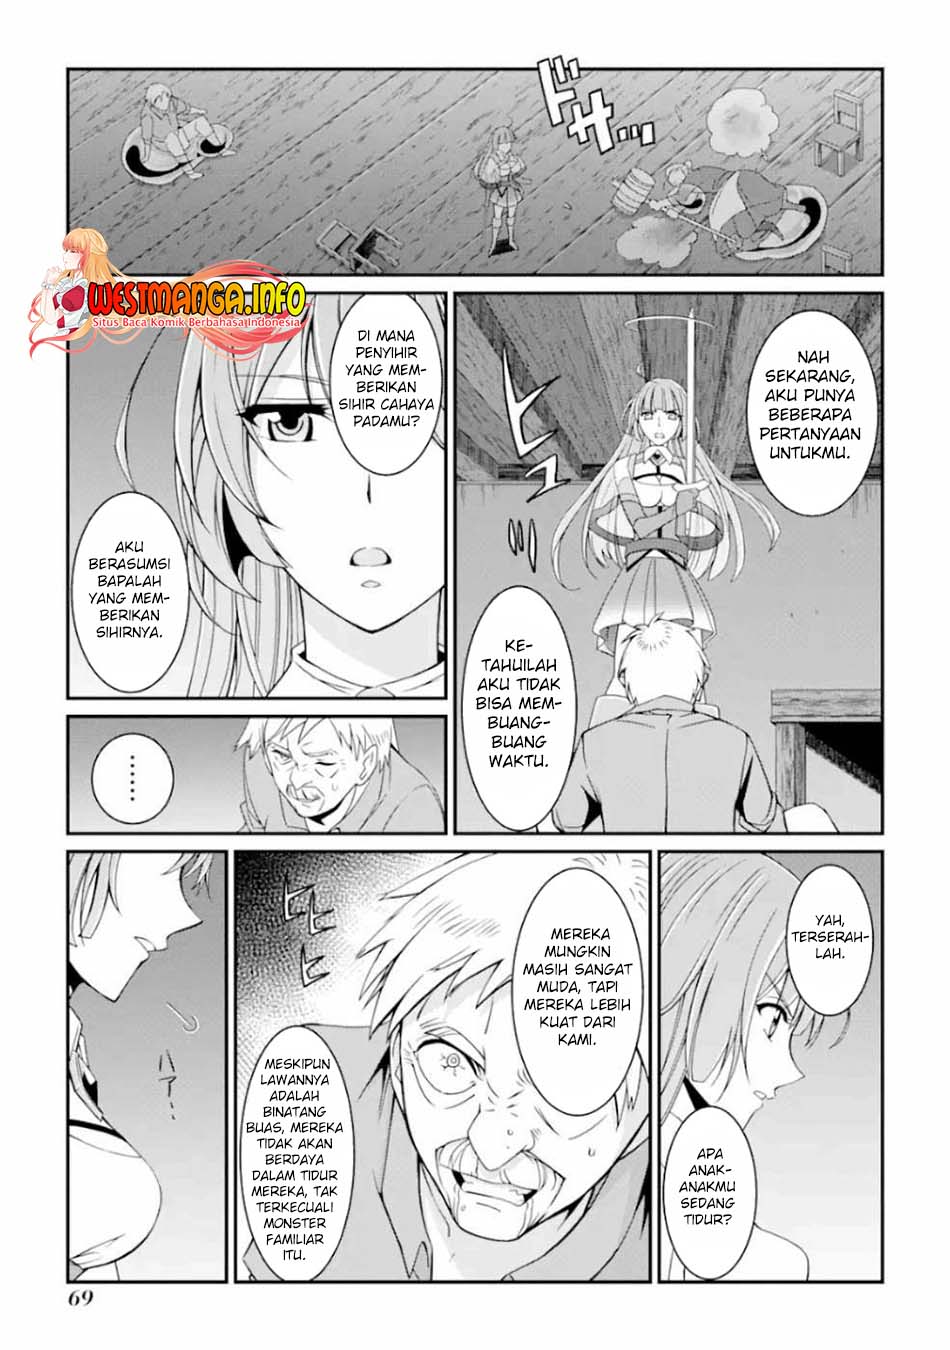 ドサッ
WESTMANGA.INFO
Situs Baca Komik Berbahasa Indonesia
NAH
SEKARANG,
AKU PUNYA
BEBERAPA
PERTANYAAN
UNTUKMU.
KE-
TAHUILAH
AKU TIDAK
BISA MEM-
BUANG-
BUANG
WAKTU.
DI MANA
PENYIHIR
YANG MEM-
BERIKAN
SIHIR CAHAYA
PADAMU?
AKU
BERASUMSI
BAPALAH
YANG MEM-
BERIKAN
SIHIRNYA.
......
YAH,
TERSERAH-
LAH.
APA
ANAK-
ANAKMU
SEDANG
TIDUR?
MEREKA
MUNGKIN
MASIH SANGAT
MUDA, TAPI
MEREKA LEBIH
KUAT DARI
KAMI.
MESKIPUN
LAWANNYA
ADALAH
BINATANG
BUAS, MEREKA
TIDAK AKAN
BERDAYA
DALAM TIDUR
MEREKA, TAK
TERKECUALI
MONSTER
FAMILIAR
ITU.
69